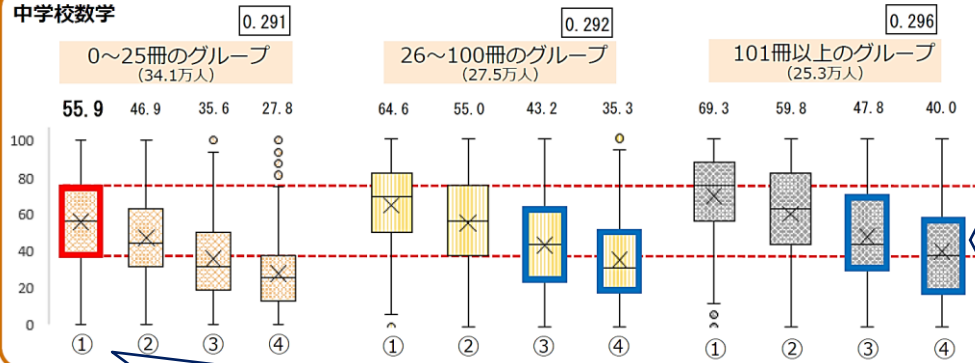 中学校数学
0.291 0.292 0.296
0～25冊のグループ 26～100冊のグループ 101冊以上のグループ
(34.1万人) (27.5万人) (25.3万人)
55.9 46.9 35.6 27.8 64.6 55.0 43.2 35.3 69.3 59.8 47.8 40.0
100
80
60
40
20
0
① ② ③ ④ ① ② ③ ④ ① ② ③ ④